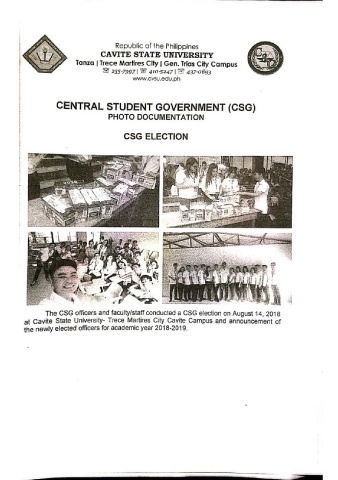 Republic of the Philippines
CAVITE STATE UNIVERSITY
Tanza | Trece Martires City | Gen. Trias City Campus
☎ 235-7997 | ☎ 410-5247 | ☎ 437-0693
www.cvsu.edu.ph
CENTRAL STUDENT GOVERNMENT (CSG)
PHOTO DOCUMENTATION
CSG ELECTION
The CSG officers and faculty/staff conducted a CSG election on August 14, 2018
at Cavite State University- Trece Martires City Cavite Campus and announcement of
the newly elected officers for academic year 2018-2019.